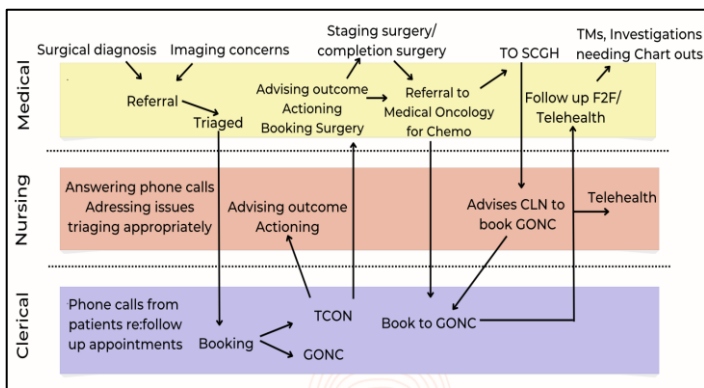 Staging surgery/
completion surgery
TMs, Investigations
needing Chart outs
Surgical diagnosis
Imaging concerns
TO SCGH
Medical
Referral
Triaged
Advising outcome
Actioning
Booking Surgery
Referral to
Medical Oncology
for Chemo
Follow up F2F/
Telehealth
Nursing
Answering phone calls
Adressing issues
triaging appropriately
Advising outcome
Actioning
Advises CLN to
book GONC
Telehealth
Clerical
Phone calls from
patients re:follow
up appointments
Booking
TCON
GONC
Book to GONC